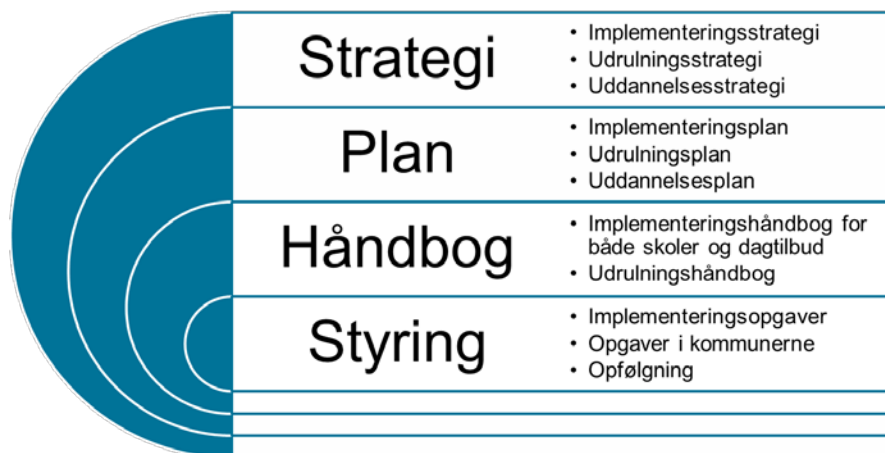 Strategi
• Implementeringsstrategi
• Udrulningsstrategi
• Uddannelsesstrategi
Plan
• Implementeringsplan
• Udrulningsplan
• Uddannelsesplan
Håndbog
• Implementeringshåndbog for
både skoler og dagtilbud
• Udrulningshåndbog
Styring
• Implementeringsopgaver
• Opgaver i kommunerne
• Opfølgning